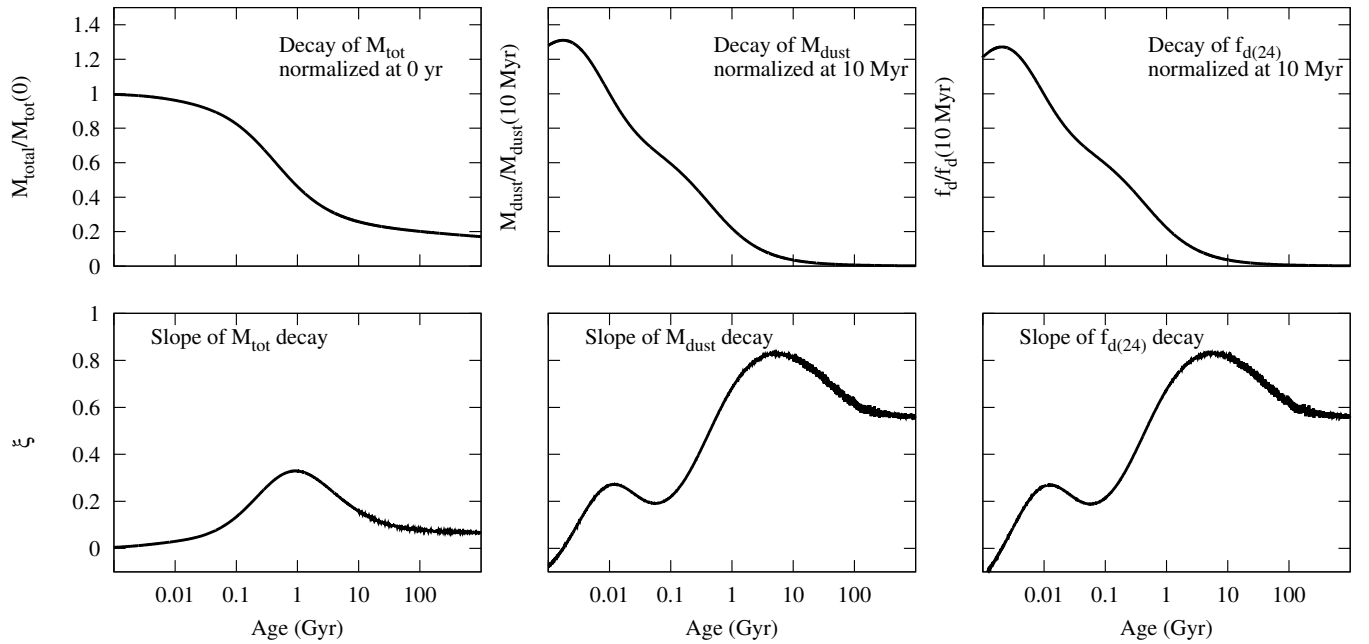 1.4
1.2
1
0.8
0.6
0.4
0.2
0
M_total/M_tot(0)
Decay of M_tot
normalized at 0 yr
M_dust/M_dust(10 Myr)
Decay of M_dust
normalized at 10 Myr
f_d/f_d(10 Myr)
Decay of f_d(24)
normalized at 10 Myr
1
0.8
0.6
0.4
0.2
0
ξ
Slope of M_tot decay
0.01 0.1 1 10 100
Age (Gyr)
Slope of M_dust decay
0.01 0.1 1 10 100
Age (Gyr)
Slope of f_d(24) decay
0.01 0.1 1 10 100
Age (Gyr)